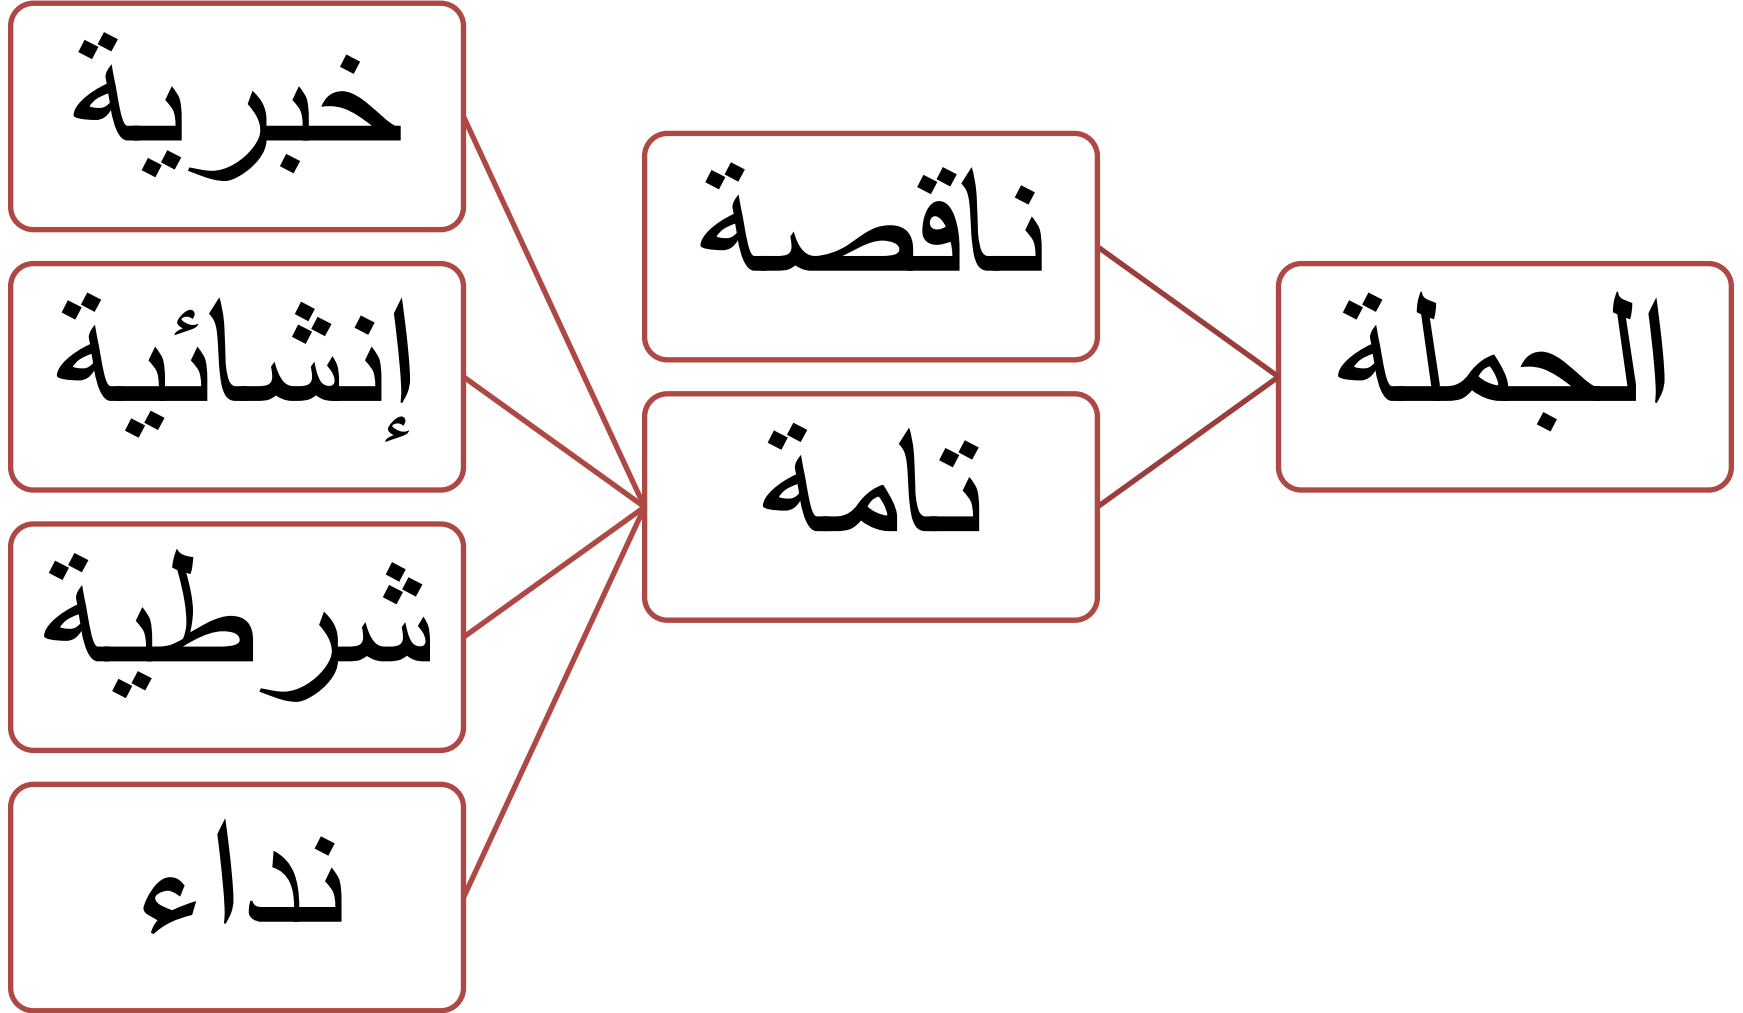 الجملة
ناقصة
تامة
خبرية
إنشائية
شرطية
نداء